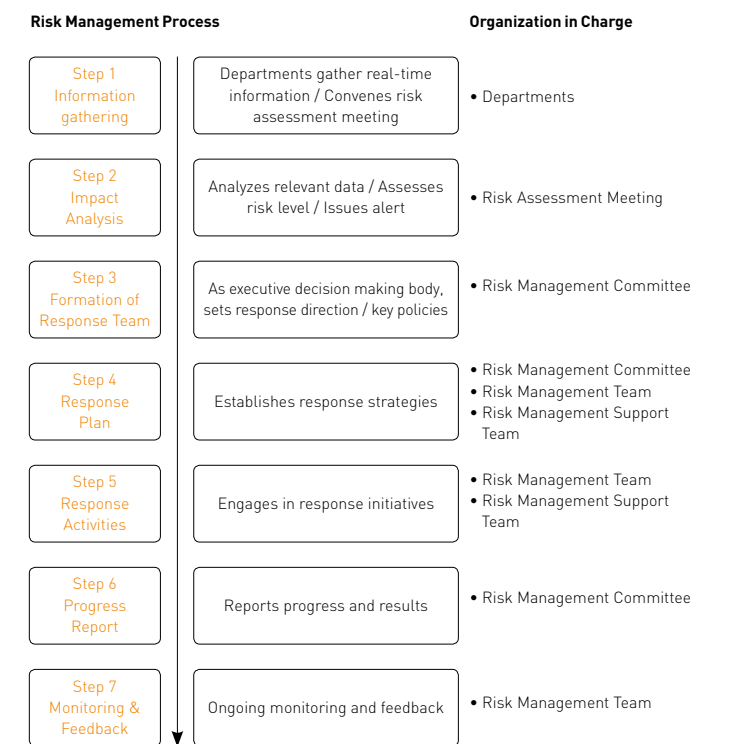 Risk Management Process
Organization in Charge
Step 1
Information
gathering
Departments gather real-time
information / Convenes risk
assessment meeting
• Departments
Step 2
Impact
Analysis
Analyzes relevant data / Assesses
risk level / Issues alert
• Risk Assessment Meeting
Step 3
Formation of
Response Team
As executive decision making body,
sets response direction / key policies
• Risk Management Committee
Step 4
Response
Plan
Establishes response strategies
• Risk Management Committee
• Risk Management Team
• Risk Management Support
Team
Step 5
Response
Activities
Engages in response initiatives
• Risk Management Team
• Risk Management Support
Team
Step 6
Progress
Report
Reports progress and results
• Risk Management Committee
Step 7
Monitoring &
Feedback
Ongoing monitoring and feedback
• Risk Management Team